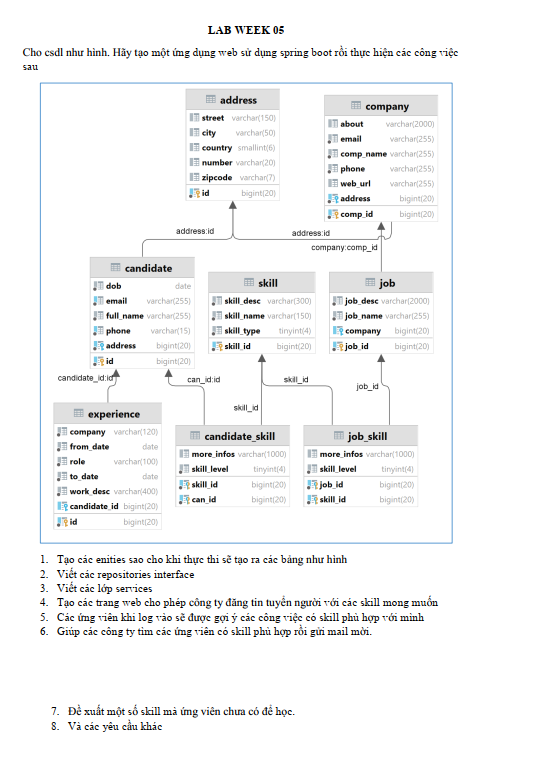 LAB WEEK 05
Cho csdl như hình. Hãy tạo một ứng dụng web sử dụng spring boot rồi thực hiện các công việc
sau
address
street varchar(150)
city varchar(50)
country smallint(6)
number varchar(20)
zipcode varchar(7)
id bigint(20)
company
about varchar(2000)
email varchar(255)
comp_name varchar(255)
phone varchar(255)
web_url varchar(255)
address bigint(20)
comp_id bigint(20)
address:id
address:id
company:comp_id
candidate
dob date
email varchar(255)
full_name varchar(255)
phone varchar(15)
address bigint(20)
id bigint(20)
skill
skill_desc varchar(300)
skill_name varchar(150)
skill_type tinyint(4)
skill_id bigint(20)
job
job_desc varchar(2000)
job_name varchar(255)
company bigint(20)
job_id bigint(20)
candidate_id:id
can_id:id
skill_id
skill_id
job_id
experience
company varchar(120)
from_date date
role varchar(100)
to_date date
work_desc varchar(400)
candidate_id bigint(20)
id bigint(20)
candidate_skill
more_infos varchar(1000)
skill_level tinyint(4)
skill_id bigint(20)
can_id bigint(20)
job_skill
more_infos varchar(1000)
skill_level tinyint(4)
job_id bigint(20)
skill_id bigint(20)
1. Tạo các enities sao cho khi thực thi sẽ tạo ra các bảng như hình
2. Viết các repositories interface
3. Viết các lớp services
4. Tạo các trang web cho phép công ty đăng tin tuyển người với các skill mong muốn
5. Các ứng viên khi log vào sẽ được gợi ý các công việc có skill phù hợp với mình
6. Giúp các công ty tìm các ứng viên có skill phù hợp rồi gửi mail mời.
7. Đề xuất một số skill mà ứng viên chưa có để học.
8. Và các yêu cầu khác